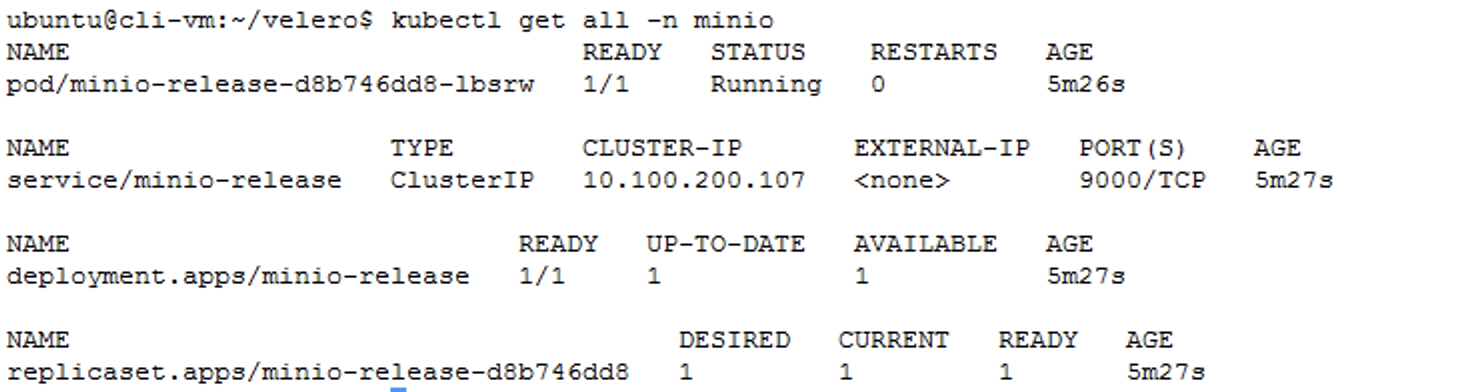 ubuntu@cli-vm:~/velero$ kubectl get all -n minio
NAME READY STATUS RESTARTS AGE
pod/minio-release-d8b746dd8-lbsrw 1/1 Running 0 5m26s
NAME TYPE CLUSTER-IP EXTERNAL-IP PORT(S) AGE
service/minio-release ClusterIP 10.100.200.107 <none> 9000/TCP 5m27s
NAME READY UP-TO-DATE AVAILABLE AGE
deployment.apps/minio-release 1/1 1 1 5m27s
NAME DESIRED CURRENT READY AGE
replicaset.apps/minio-release-d8b746dd8 1 1 1 5m27s